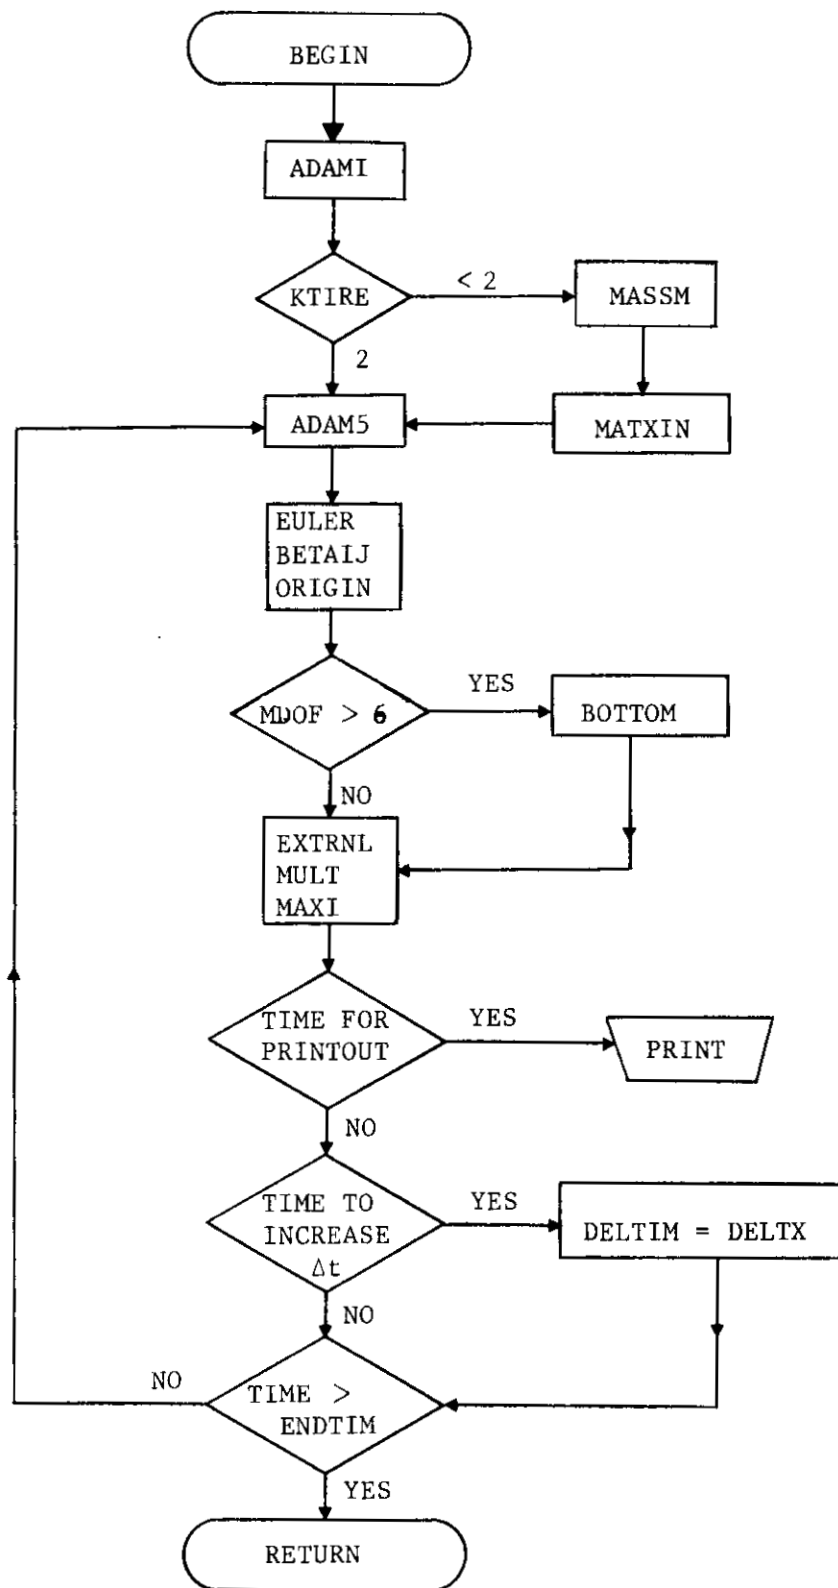 BEGIN
ADAMI
KTIRE
< 2
MASSM
2
ADAM5
MATXIN
EULER
BETAIJ
ORIGIN
MDOF > 6
YES
BOTTOM
NO
EXTRNL
MULT
MAXI
TIME FOR
PRINTOUT
YES
PRINT
NO
TIME TO
INCREASE
Δt
YES
DELTIM = DELTX
NO
NO
TIME >
ENDTIM
YES
RETURN